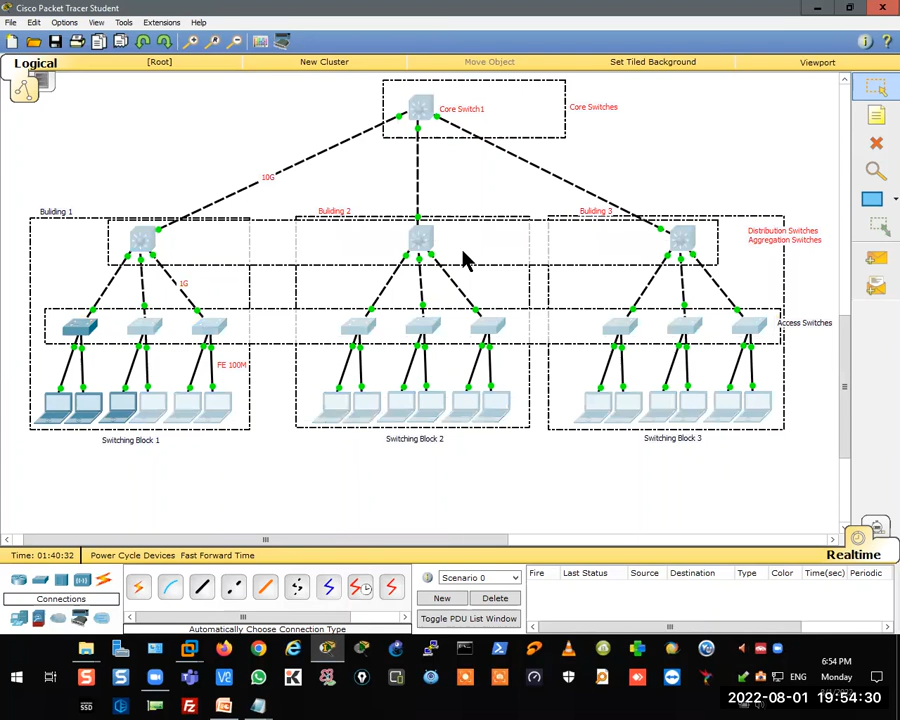 Cisco Packet Tracer Student
File Edit Options View Tools Extensions Help
Logical [Root] New Cluster Move Object Set Tiled Background Viewport
Core Switch1
Core Switches
10G
Buliding 1
Buliding 2
Buliding 3
Distribution Switches
Aggregation Switches
1G
Access Switches
FE 100M
Switching Block 1
Switching Block 2
Switching Block 3
Time: 01:40:32 Power Cycle Devices Fast Forward Time
Realtime
Scenario 0
Fire Last Status Source Destination Type Color Time(sec) Periodic
Connections
New Delete
Toggle PDU List Window
Automatically Choose Connection Type
6:54 PM
ENG Monday
SSD
2022-08-01 19:54:30